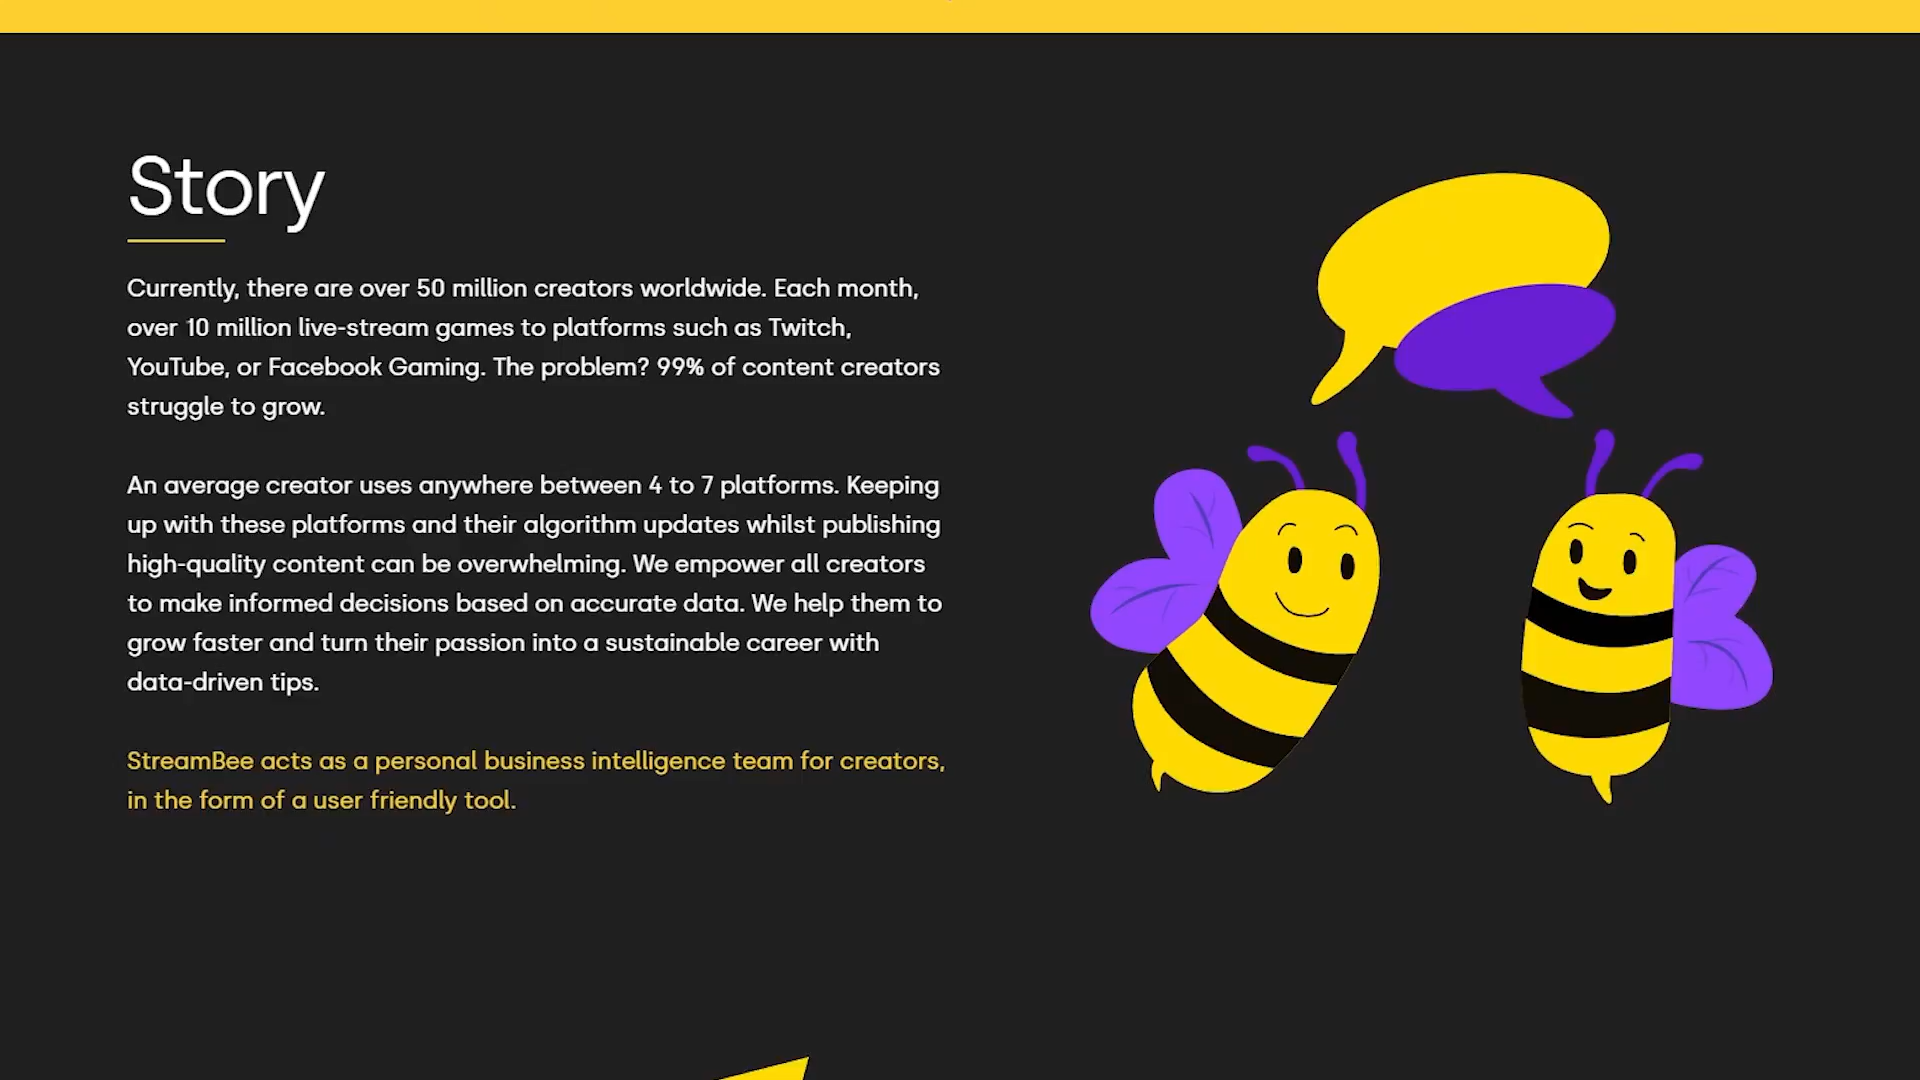 Story
Currently, there are over 50 million creators worldwide. Each month,
over 10 million live-stream games to platforms such as Twitch,
YouTube, or Facebook Gaming. The problem? 99% of content creators
struggle to grow.
An average creator uses anywhere between 4 to 7 platforms. Keeping
up with these platforms and their algorithm updates whilst publishing
high-quality content can be overwhelming. We empower all creators
to make informed decisions based on accurate data. We help them to
grow faster and turn their passion into a sustainable career with
data-driven tips.
StreamBee acts as a personal business intelligence team for creators,
in the form of a user friendly tool.